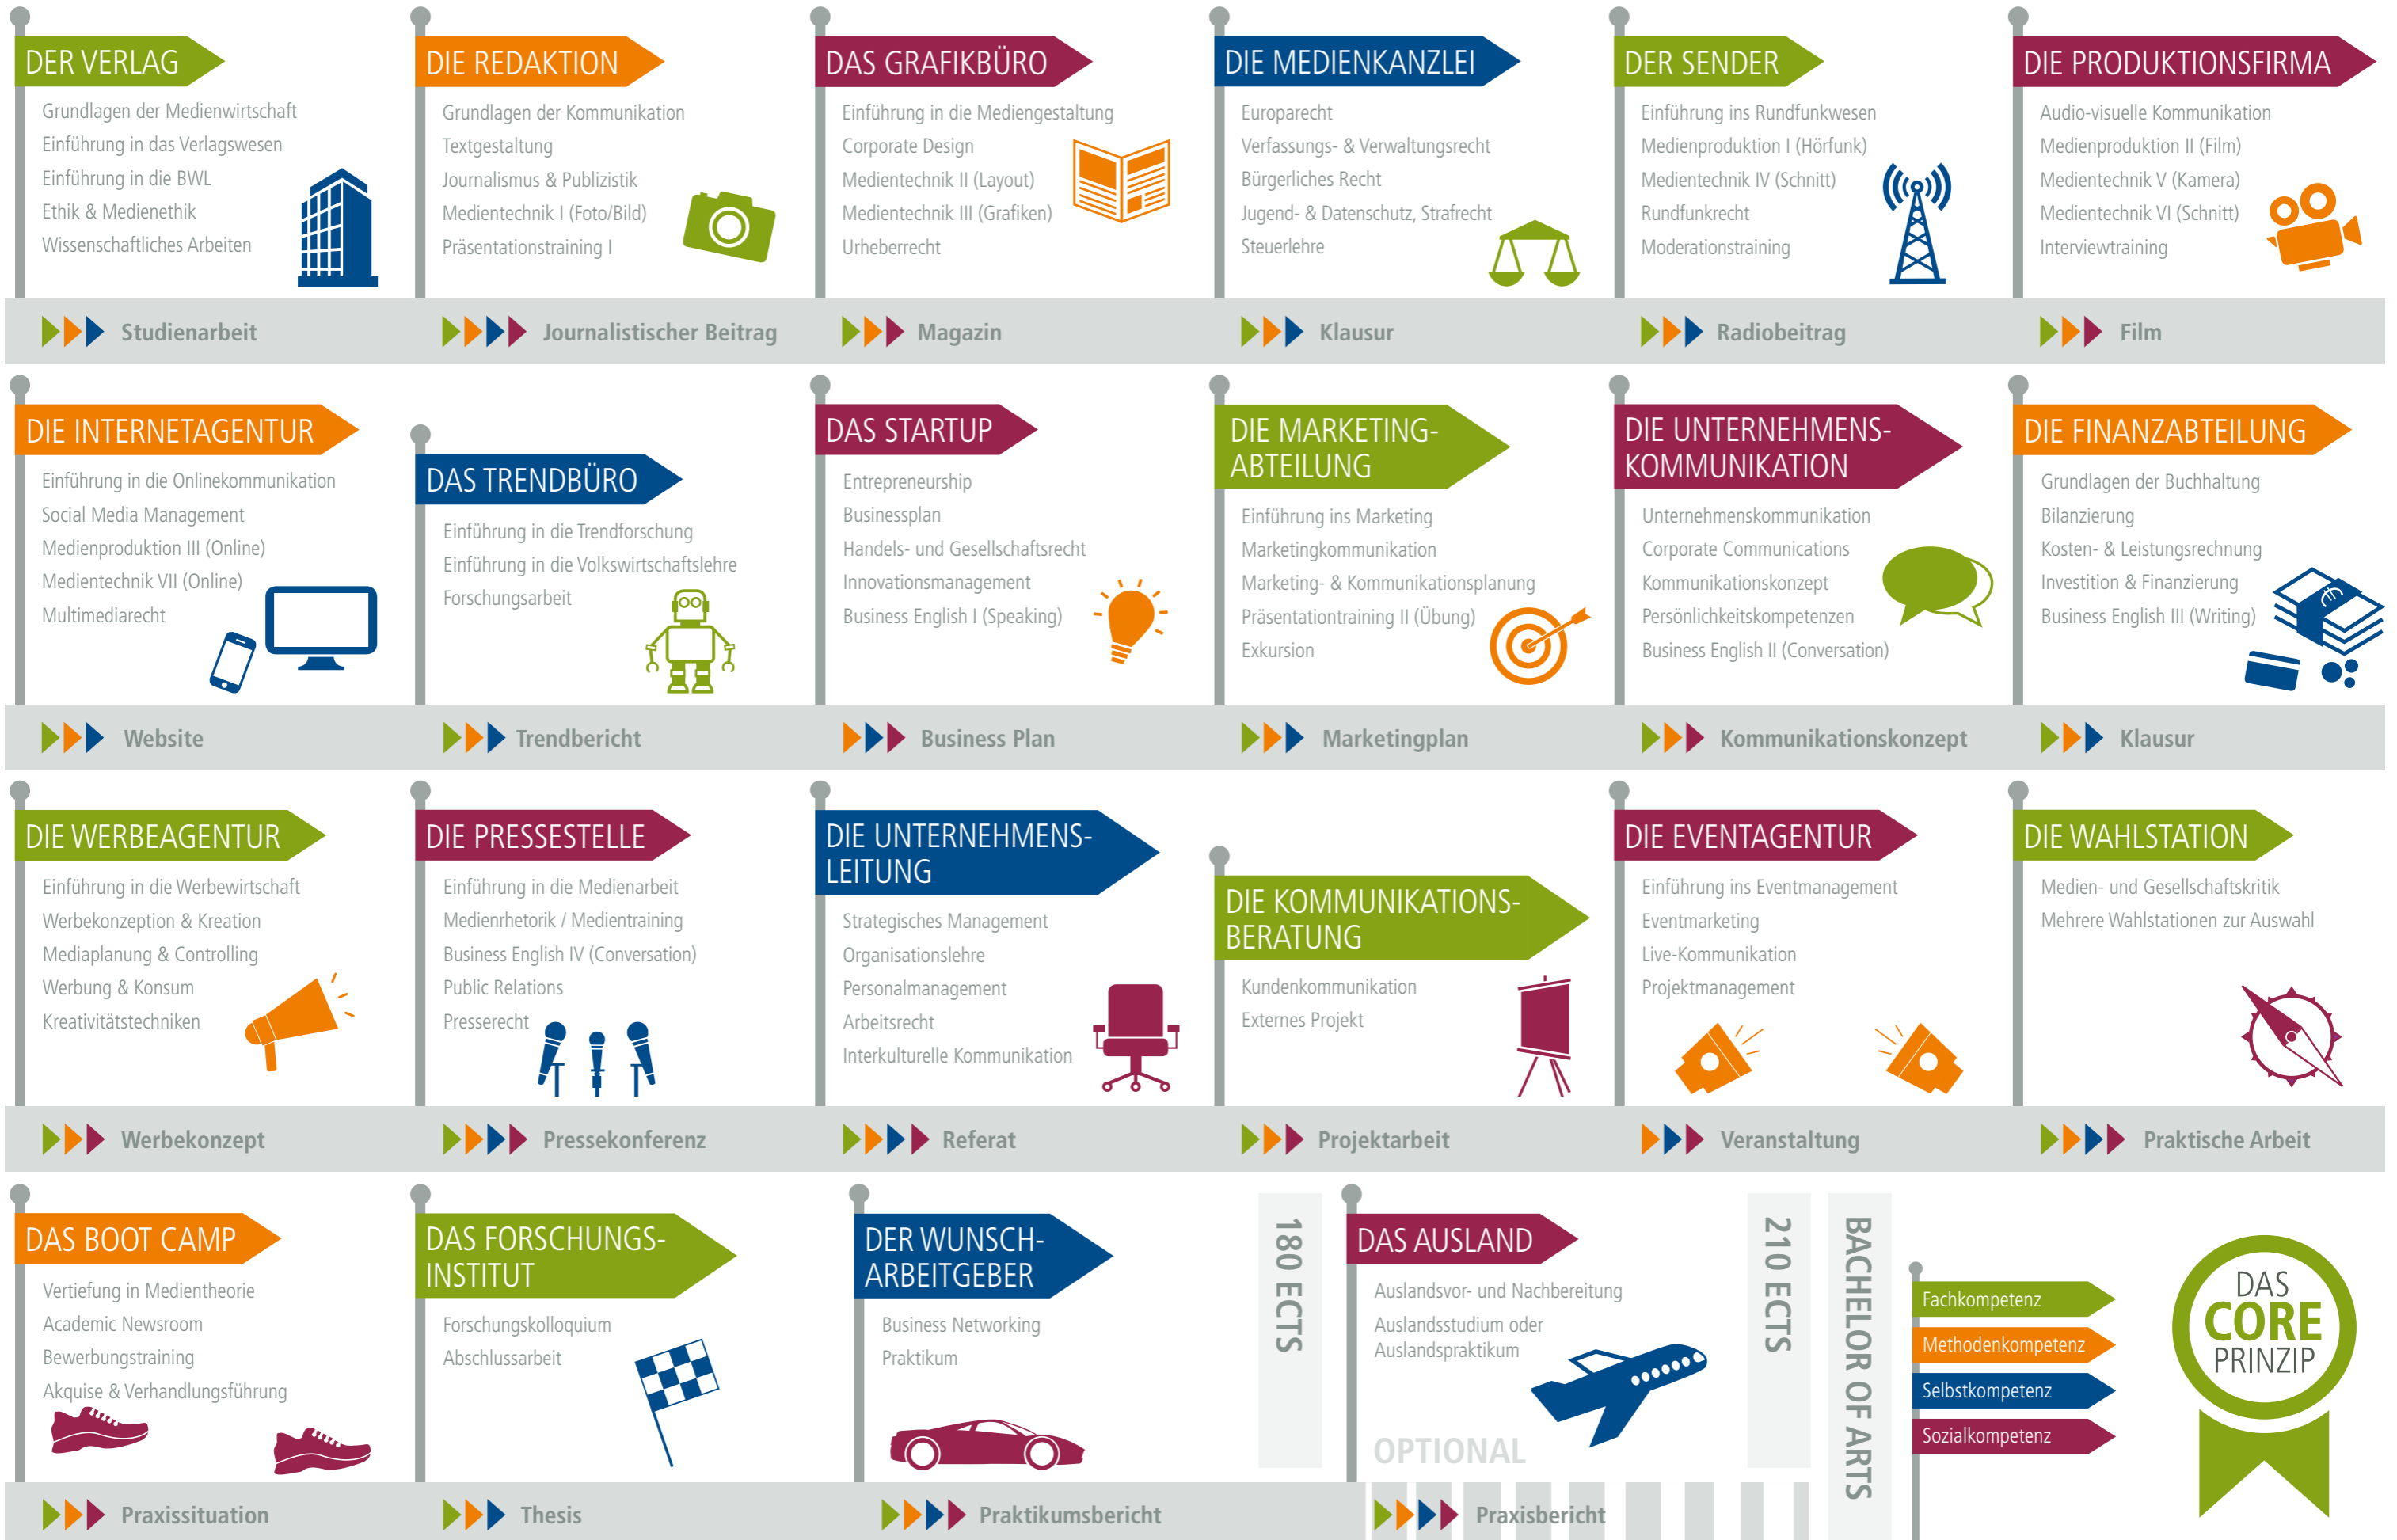 DER VERLAG
Grundlagen der Medienwirtschaft
Einführung in das Verlagswesen
Einführung in die BWL
Ethik & Medienethik
Wissenschaftliches Arbeiten
Studienarbeit
DIE REDAKTION
Grundlagen der Kommunikation
Textgestaltung
Journalismus & Publizistik
Medientechnik I (Foto/Bild)
Präsentationstraining I
Journalistischer Beitrag
DAS GRAFIKBÜRO
Einführung in die Mediengestaltung
Corporate Design
Medientechnik II (Layout)
Medientechnik III (Grafiken)
Urheberrecht
Magazin
DIE MEDIENKANZLEI
Europarecht
Verfassungs- & Verwaltungsrecht
Bürgerliches Recht
Jugend- & Datenschutz, Strafrecht
Steuerlehre
Klausur
DER SENDER
Einführung ins Rundfunkwesen
Medienproduktion I (Hörfunk)
Medientechnik IV (Schnitt)
Rundfunkrecht
Moderationstraining
Radiobeitrag
DIE PRODUKTIONSFIRMA
Audio-visuelle Kommunikation
Medienproduktion II (Film)
Medientechnik V (Kamera)
Medientechnik VI (Schnitt)
Interviewtraining
Film
DIE INTERNETAGENTUR
Einführung in die Onlinekommunikation
Social Media Management
Medienproduktion III (Online)
Medientechnik VII (Online)
Multimediarecht
Website
DAS TRENDBÜRO
Einführung in die Trendforschung
Einführung in die Volkswirtschaftslehre
Forschungsarbeit
Trendbericht
DAS STARTUP
Entrepreneurship
Businessplan
Handels- und Gesellschaftsrecht
Innovationsmanagement
Business English I (Speaking)
Business Plan
DIE MARKETING-
ABTEILUNG
Einführung ins Marketing
Marketingkommunikation
Marketing- & Kommunikationsplanung
Präsentationtraining II (Übung)
Exkursion
Marketingplan
DIE UNTERNEHMENS-
KOMMUNIKATION
Unternehmenskommunikation
Corporate Communications
Kommunikationskonzept
Persönlichkeitskompetenzen
Business English II (Conversation)
Kommunikationskonzept
DIE FINANZABTEILUNG
Grundlagen der Buchhaltung
Bilanzierung
Kosten- & Leistungsrechnung
Investition & Finanzierung
Business English III (Writing)
€
Klausur
DIE WERBEAGENTUR
Einführung in die Werbewirtschaft
Werbekonzeption & Kreation
Mediaplanung & Controlling
Werbung & Konsum
Kreativitätstechniken
Werbekonzept
DIE PRESSESTELLE
Einführung in die Medienarbeit
Medienrhetorik / Medientraining
Business English IV (Conversation)
Public Relations
Presserecht
Pressekonferenz
DIE UNTERNEHMENS-
LEITUNG
Strategisches Management
Organisationslehre
Personalmanagement
Arbeitsrecht
Interkulturelle Kommunikation
Referat
DIE KOMMUNIKATIONS-
BERATUNG
Kundenkommunikation
Externes Projekt
Projektarbeit
DIE EVENTAGENTUR
Einführung ins Eventmanagement
Eventmarketing
Live-Kommunikation
Projektmanagement
Veranstaltung
DIE WAHLSTATION
Medien- und Gesellschaftskritik
Mehrere Wahlstationen zur Auswahl
Praktische Arbeit
DAS BOOT CAMP
Vertiefung in Medientheorie
Academic Newsroom
Bewerbungstraining
Akquise & Verhandlungsführung
Praxissituation
DAS FORSCHUNGS-
INSTITUT
Forschungskolloquium
Abschlussarbeit
Thesis
DER WUNSCH-
ARBEITGEBER
Business Networking
Praktikum
Praktikumsbericht
180 ECTS
DAS AUSLAND
Auslandsvor- und Nachbereitung
Auslandsstudium oder
Auslandspraktikum
OPTIONAL
Praxisbericht
210 ECTS
BACHELOR OF ARTS
Fachkompetenz
Methodenkompetenz
Selbstkompetenz
Sozialkompetenz
DAS
CORE
PRINZIP